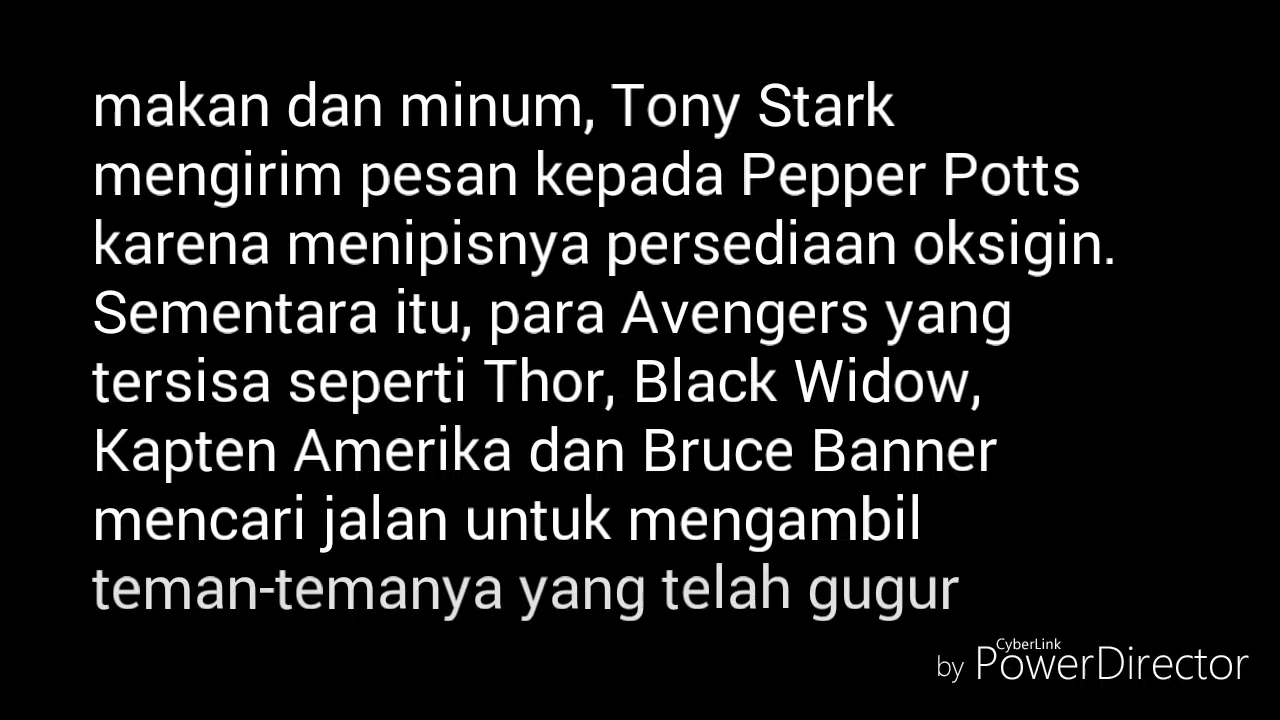 makan dan minum, Tony Stark
mengirim pesan kepada Pepper Potts
karena menipisnya persediaan oksigin.
Sementara itu, para Avengers yang
tersisa seperti Thor, Black Widow,
Kapten Amerika dan Bruce Banner
mencari jalan untuk mengambil
teman-temanya yang telah gugur
CyberLink
by PowerDirector